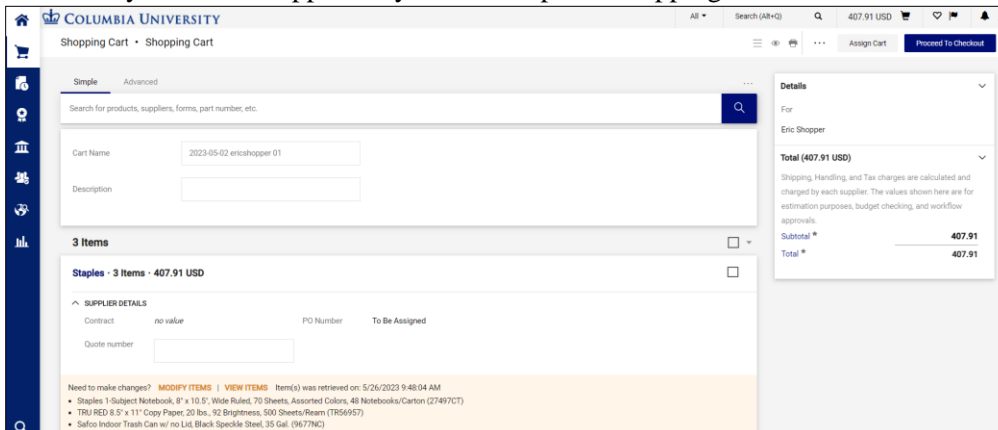 COLUMBIA UNIVERSITY
All
Search (Alt+Q)
407.91 USD
Shopping Cart • Shopping Cart
Assign Cart
Proceed To Checkout
Simple
Advanced
Search for products, suppliers, forms, part number, etc.
Cart Name
2023-05-02 ericshopper 01
Description
3 Items
Staples · 3 Items · 407.91 USD
SUPPLIER DETAILS
Contract
no value
PO Number
To Be Assigned
Quote number
Need to make changes? MODIFY ITEMS | VIEW ITEMS Item(s) was retrieved on: 5/26/2023 9:48:04 AM
• Staples 1-Subject Notebook, 8" x 10.5", Wide Ruled, 70 Sheets, Assorted Colors, 48 Notebooks/Carton (27497CT)
• TRU RED 8.5" x 11" Copy Paper, 20 lbs., 92 Brightness, 500 Sheets/Ream (TR56957)
• Safco Indoor Trash Can w/ no Lid, Black Speckle Steel, 35 Gal. (9677NC)
Details
For
Eric Shopper
Total (407.91 USD)
Shipping, Handling, and Tax charges are calculated and
charged by each supplier. The values shown here are for
estimation purposes, budget checking, and workflow
approvals.
Subtotal * 407.91
Total * 407.91